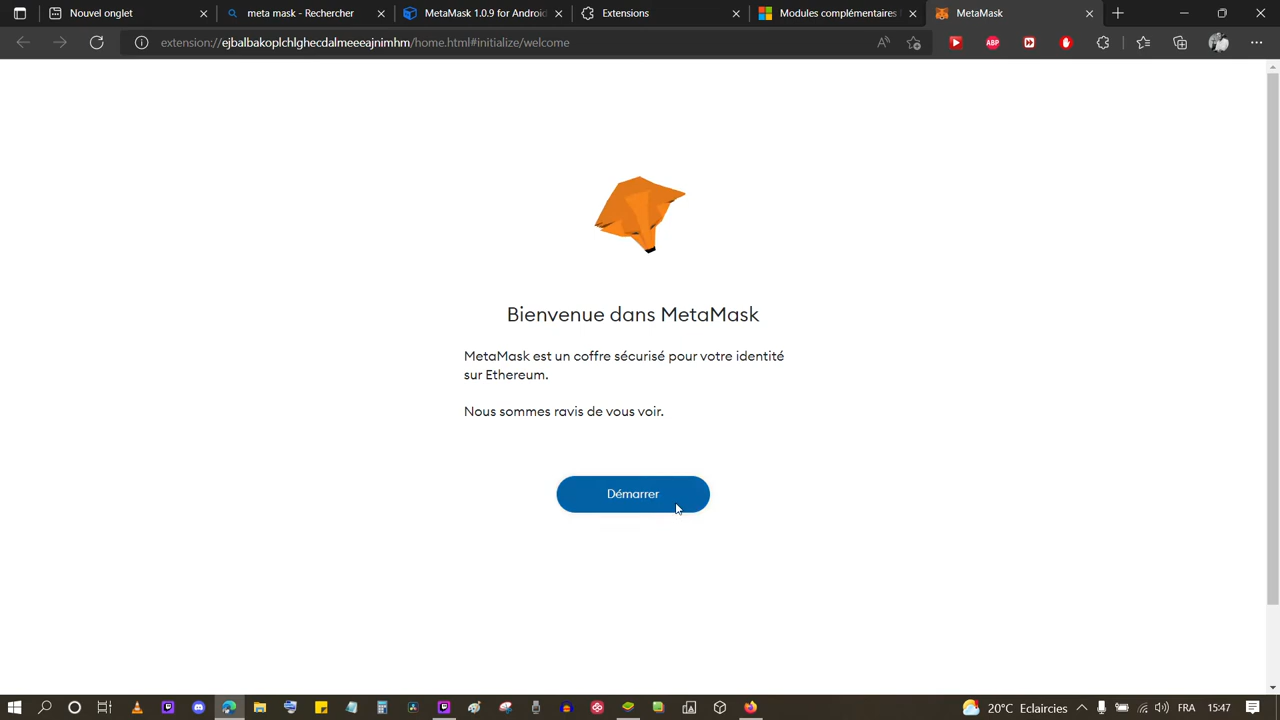 Nouvel onglet
meta mask - Rechercher
MetaMask 1.0.9 for Android
Extensions
Modules complémentaires
MetaMask
extension://ejbalbakoplchlghecdalmeeeajnimhm/home.html#initialize/welcome
ABP
Bienvenue dans MetaMask
MetaMask est un coffre sécurisé pour votre identité
sur Ethereum.
Nous sommes ravis de vous voir.
Démarrer
20°C Eclaircies
FRA
15:47